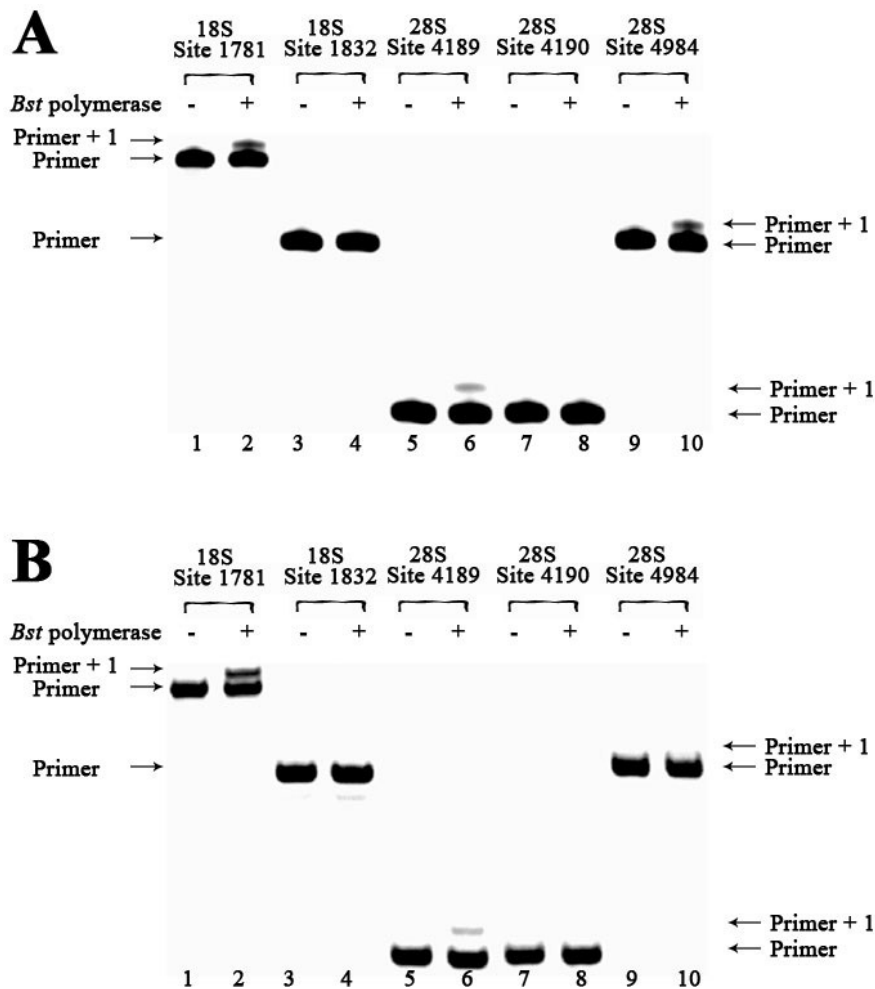 A
18S 18S 28S 28S 28S
Site 1781 Site 1832 Site 4189 Site 4190 Site 4984
Bst polymerase - + - + - + - + - +
Primer + 1 →
Primer →
Primer →
← Primer + 1
← Primer
← Primer + 1
← Primer
1 2 3 4 5 6 7 8 9 10
B
18S 18S 28S 28S 28S
Site 1781 Site 1832 Site 4189 Site 4190 Site 4984
Bst polymerase - + - + - + - + - +
Primer + 1 →
Primer →
Primer →
← Primer + 1
← Primer
← Primer + 1
← Primer
1 2 3 4 5 6 7 8 9 10